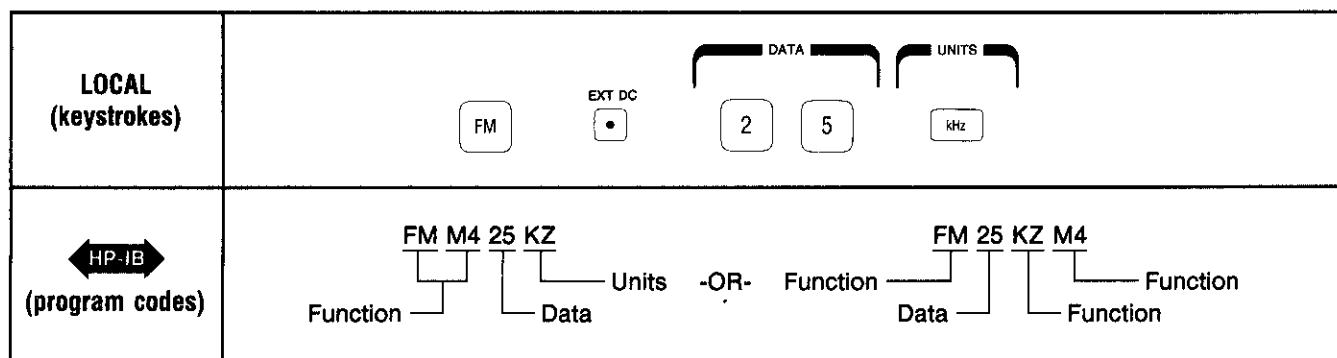 LOCAL
(keystrokes)
DATA
UNITS
EXT DC
FM
2
5
kHz
HP-IB
(program codes)
FM M4 25 KZ
Units
Function
Data
-OR-
FM 25 KZ M4
Function
Function
Data
Function